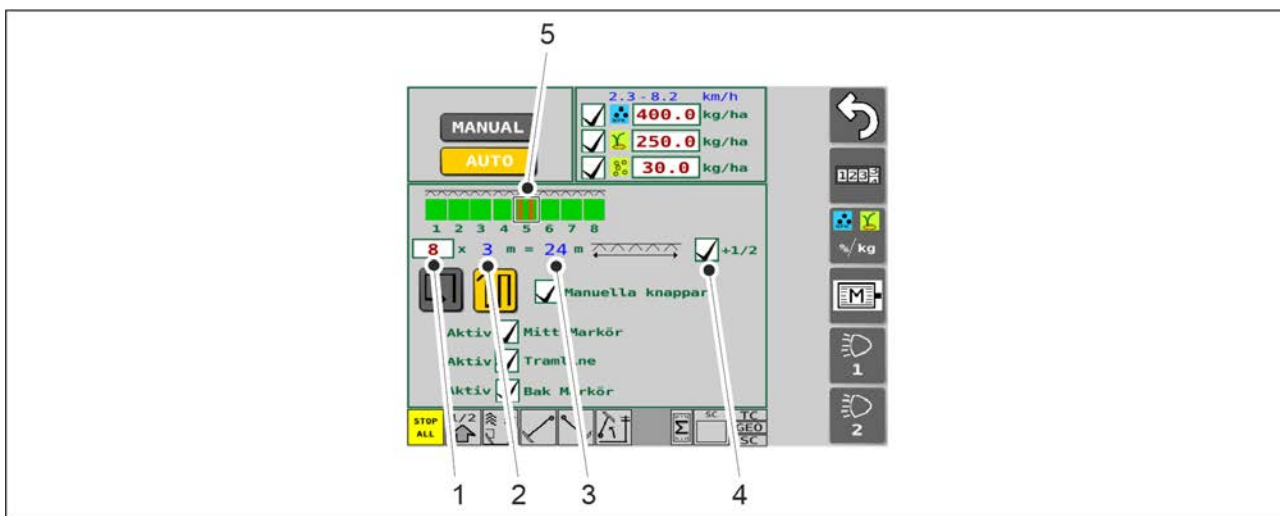 5
2.3 - 8.2 km/h
400.0 kg/ha
MANUAL
250.0 kg/ha
AUTO
30.0 kg/ha
1 2 3 4 5 6 7 8
8 x 3 m = 24 m +1/2
Manuella knappar
Aktiv Mitt Markör
Aktiv Tramline
Aktiv Bak Markör
%/kg
M
1
2
STOP ALL
1/2
Σ
SC
TC
GEO
SC
1 2 3 4